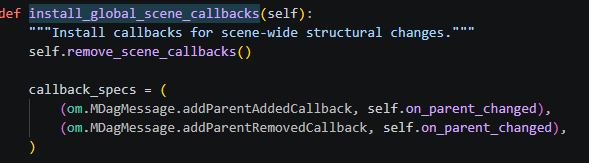 def install_global_scene_callbacks(self):
    """Install callbacks for scene-wide structural changes."""
    self.remove_scene_callbacks()
    callback_specs = (
        (om.MDagMessage.addParentAddedCallback, self.on_parent_changed),
        (om.MDagMessage.addParentRemovedCallback, self.on_parent_changed),
    )